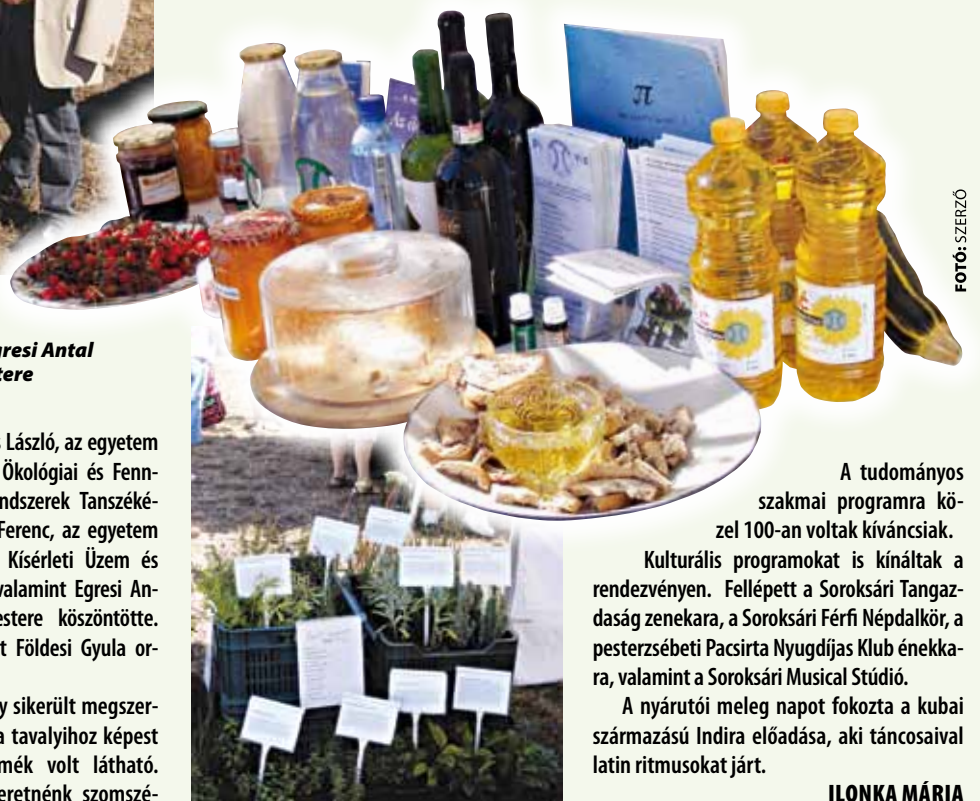 gresi Antal
tere
László, az egyetem
Ökológiai és Fenn-
ndszerek Tanszéké-
Ferenc, az egyetem
Kísérleti Üzem és
valamint Egresi An-
estere köszöntötte.
t Földesi Gyula or-
y sikerült megszer-
a tavalyihoz képest
mék volt látható.
eretnénk szomszé-
π
FOTÓ: SZERZŐ
A tudományos
szakmai programra kö-
zel 100-an voltak kíváncsiak.
Kulturális programokat is kínáltak a
rendezvényen. Fellépett a Soroksári Tangaz-
daság zenekara, a Soroksári Férfi Népdalkör, a
pesterzsébeti Pacsirta Nyugdíjas Klub énekka-
ra, valamint a Soroksári Musical Stúdió.
A nyárutói meleg napot fokozta a kubai
származású Indira előadása, aki táncosaival
latin ritmusokat járt.
ILONKA MÁRIA